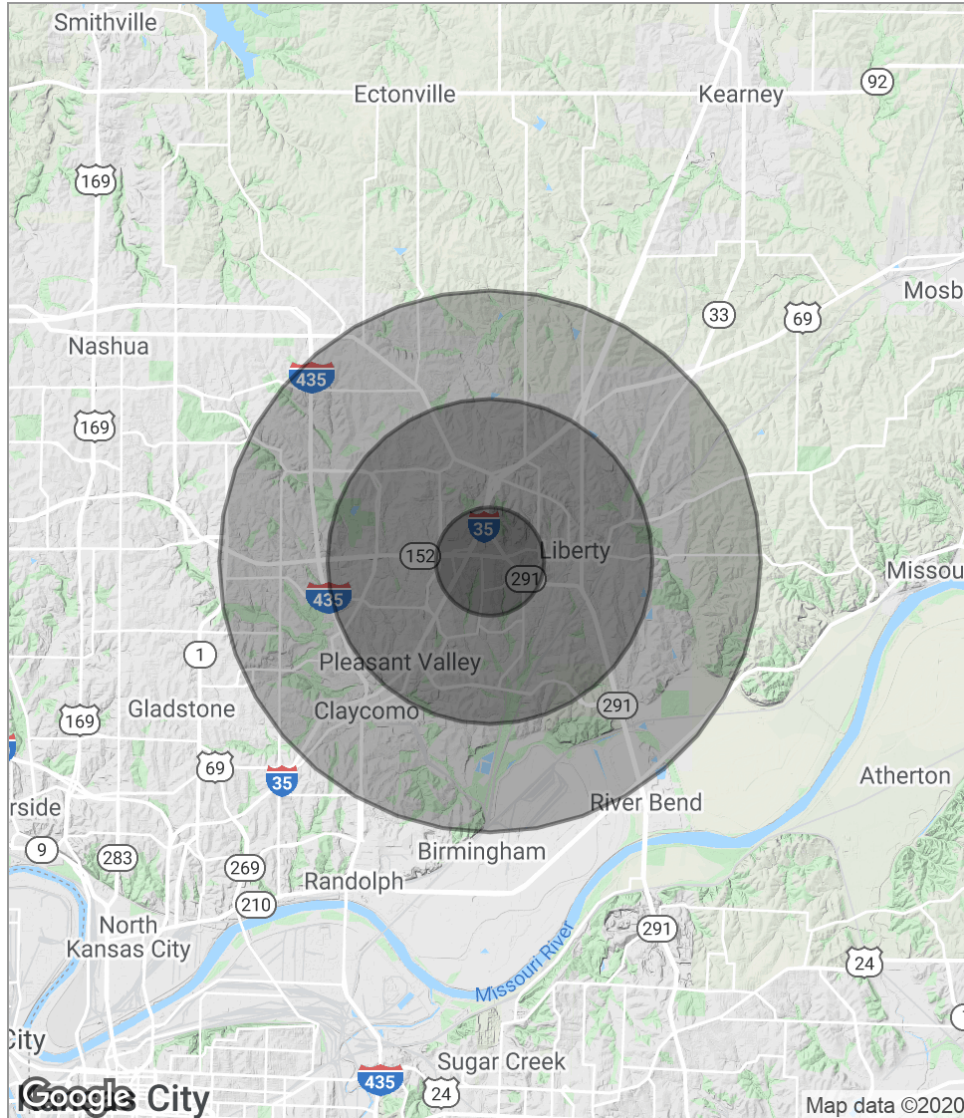 Smithville
Ectonville
Kearney
92
169
33
69
Mosb
Nashua
435
169
35
152
Liberty
291
Missou
435
1
Pleasant Valley
Gladstone
Claycomo
291
169
69
35
Atherton
rside
River Bend
9
283
269
Birmingham
Randolph
210
North
Kansas City
291
24
Missouri River
City
Sugar Creek
435
24
Kansas City
Google
Map data ©2020